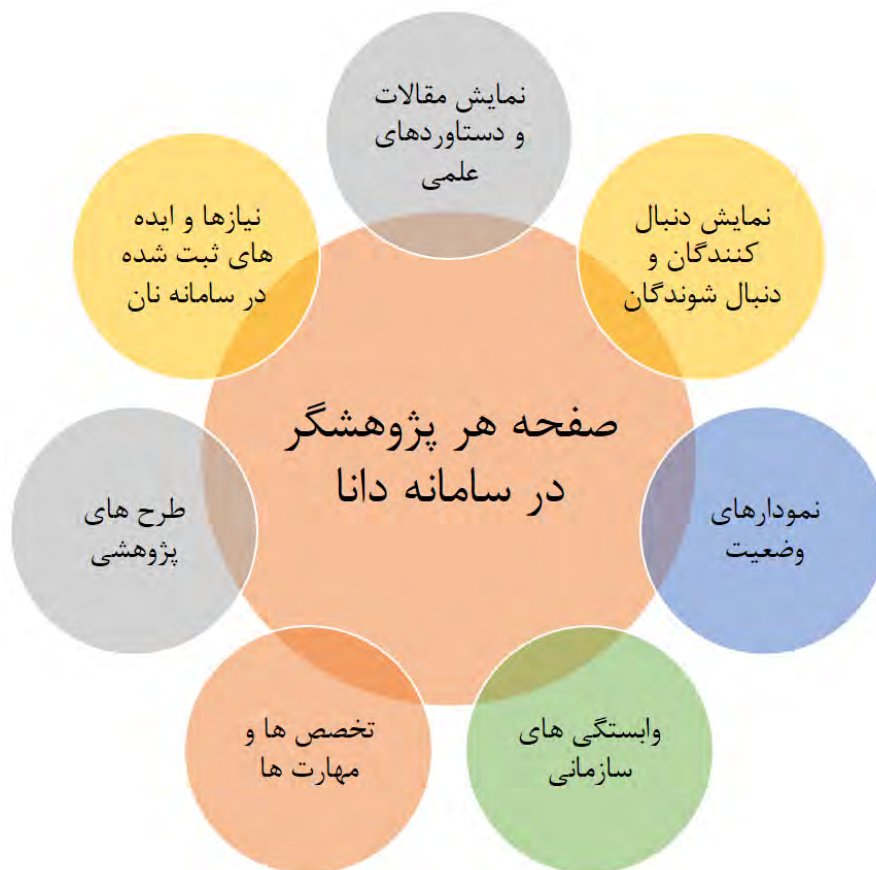 نمایش مقالات
و دستاوردهای
علمی
نمایش دنبال
کنندگان و
دنبال شوندگان
نمودارهای
وضعیت
وابستگی های
سازمانی
تخصص ها و
مهارت ها
طرح های
پژوهشی
نیازها و ایده
های ثبت شده
در سامانه نان
صفحه هر پژوهشگر
در سامانه دانا